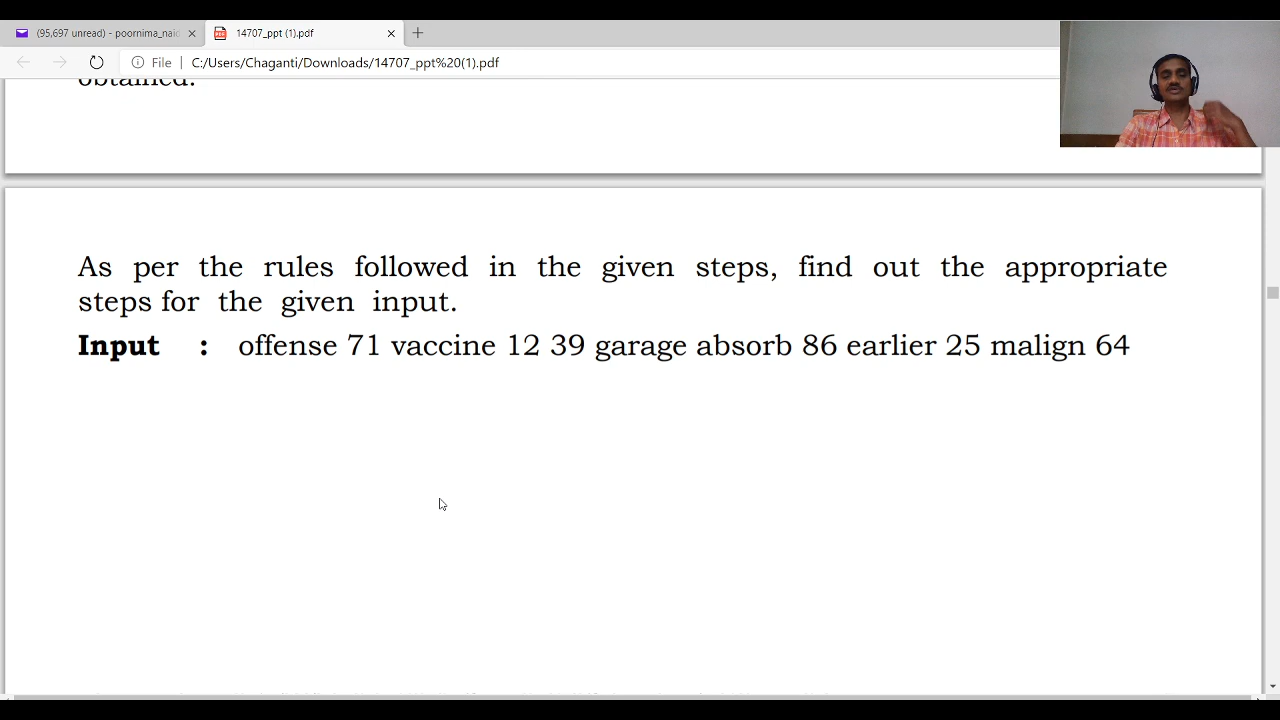 (95,697 unread) - poornima_naid
14707_ppt (1).pdf
File | C:/Users/Chaganti/Downloads/14707_ppt%20(1).pdf
obtained.
As per the rules followed in the given steps, find out the appropriate
steps for the given input.
Input : offense 71 vaccine 12 39 garage absorb 86 earlier 25 malign 64